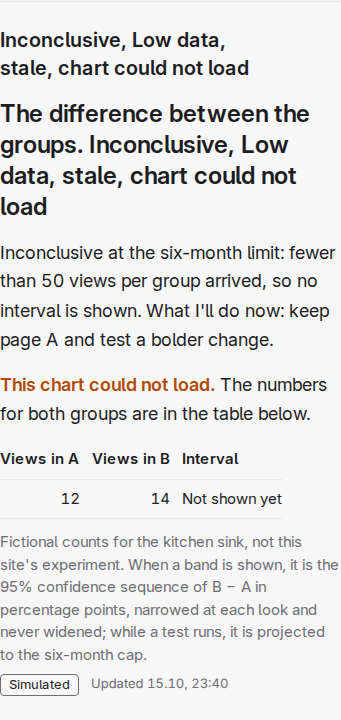 Inconclusive, Low data,
stale, chart could not load
The difference between the
groups. Inconclusive, Low
data, stale, chart could not
load
Inconclusive at the six-month limit: fewer
than 50 views per group arrived, so no
interval is shown. What I'll do now: keep
page A and test a bolder change.
This chart could not load. The numbers
for both groups are in the table below.
Views in A Views in B Interval
12 14 Not shown yet
Fictional counts for the kitchen sink, not this
site's experiment. When a band is shown, it is the
95% confidence sequence of B − A in
percentage points, narrowed at each look and
never widened; while a test runs, it is projected
to the six-month cap.
Simulated Updated 15.10, 23:40